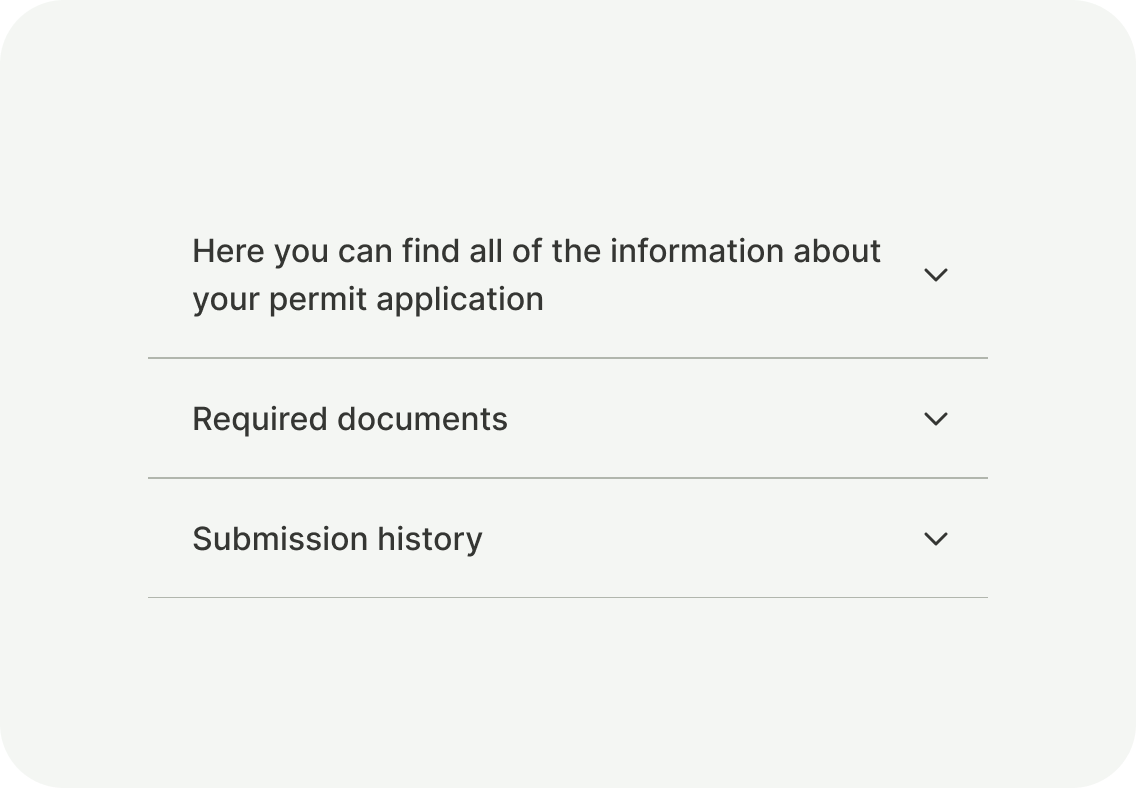 Here you can find all of the information about
your permit application
Required documents
Submission history